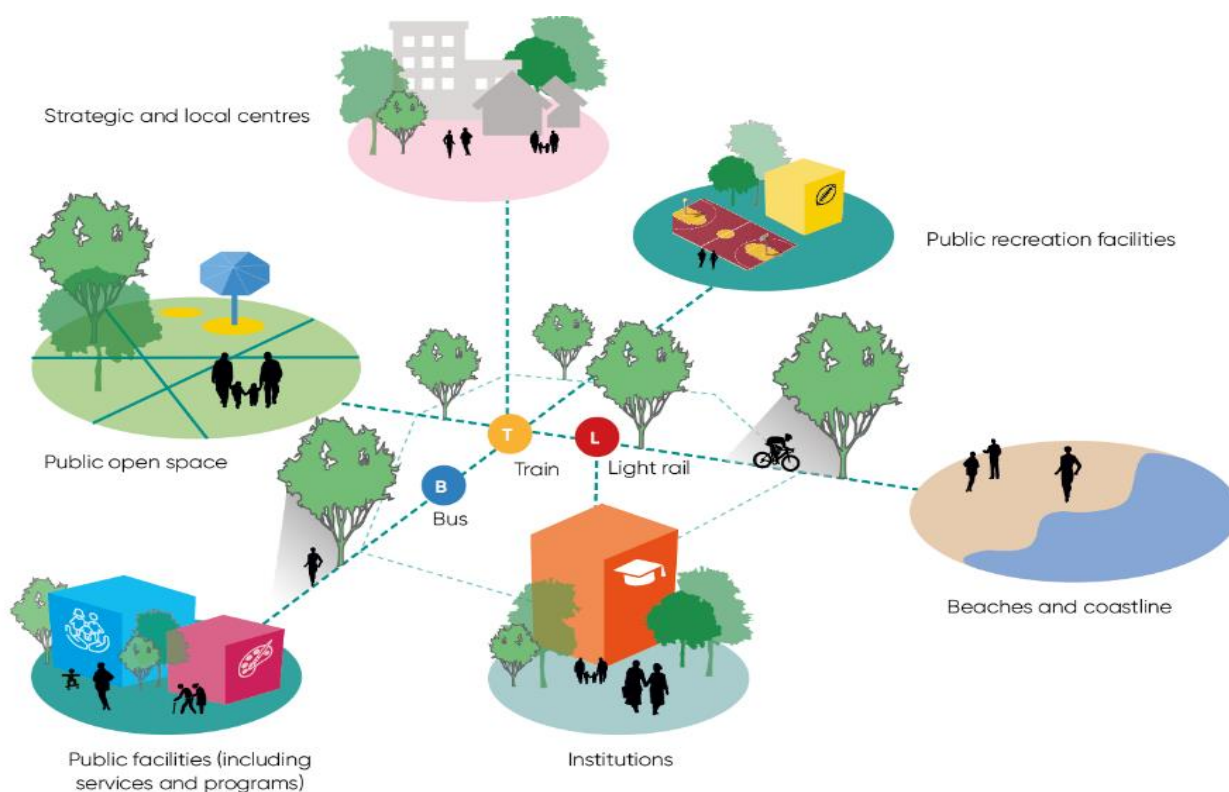 Strategic and local centres
Public recreation facilities
Public open space
T
L
Train
Light rail
B
Bus
Beaches and coastline
Public facilities (including
services and programs)
Institutions